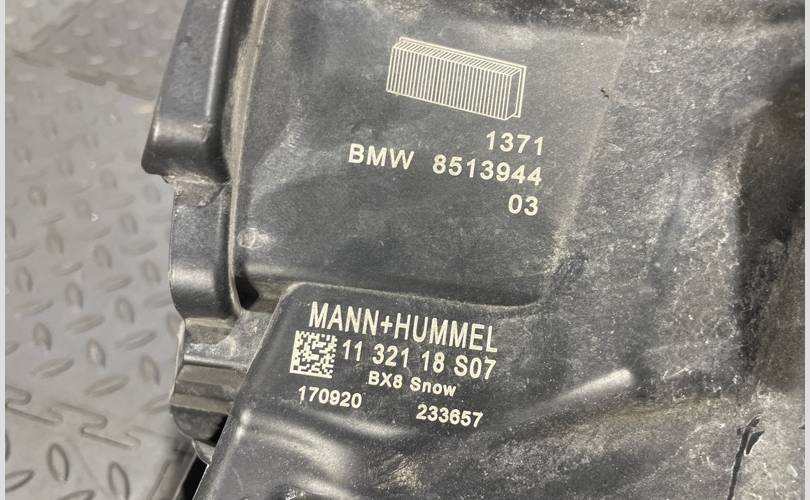 1371
BMW 8513944
03
MANN+HUMMEL
11 321 18 S07
BX8 Snow
170920 233657